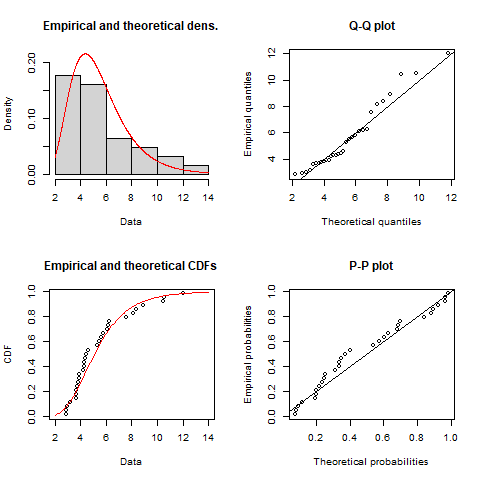 Empirical and theoretical dens.
Density
0.00 0.10 0.20
2 4 6 8 10 12 14
Data
Q-Q plot
Empirical quantiles
4 6 8 10 12
2 4 6 8 10 12
Theoretical quantiles
Empirical and theoretical CDFs
CDF
0.0 0.2 0.4 0.6 0.8 1.0
2 4 6 8 10 12 14
Data
P-P plot
Empirical probabilities
0.0 0.2 0.4 0.6 0.8 1.0
0.2 0.4 0.6 0.8 1.0
Theoretical probabilities